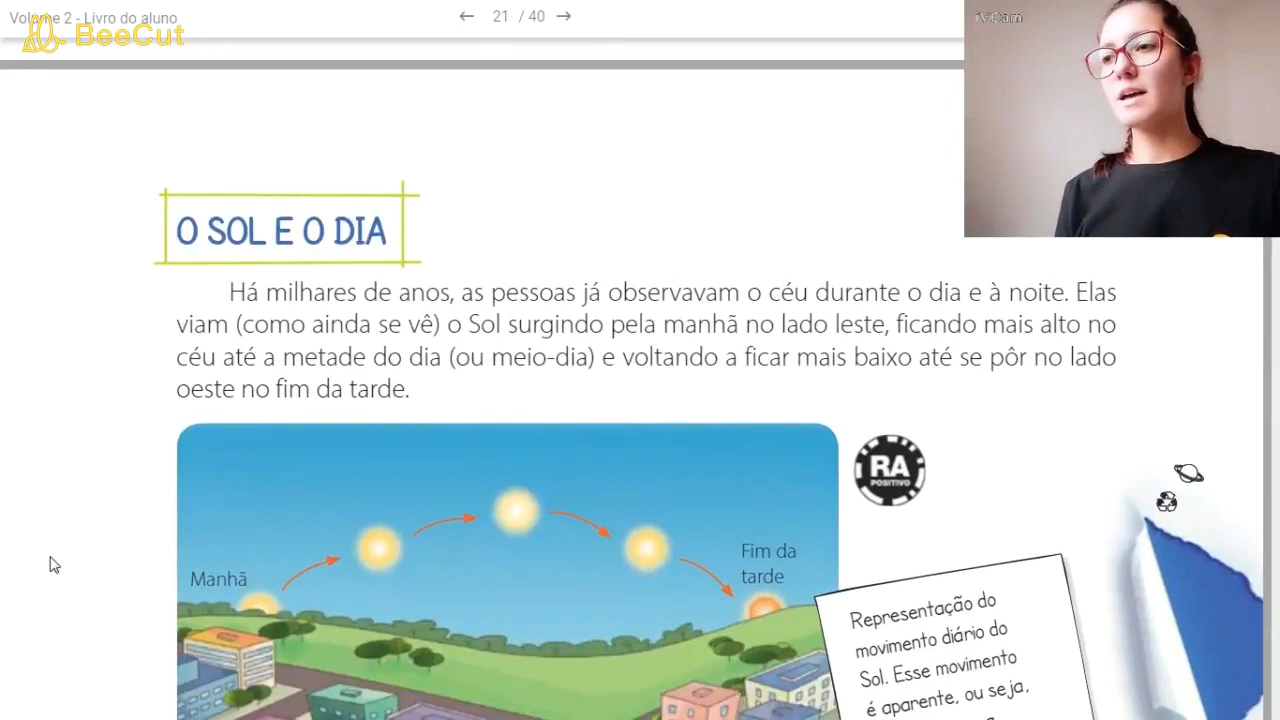 Volume 2 - Livro do aluno
21 / 40
BeeCut
iVCam
O SOL E O DIA
Há milhares de anos, as pessoas já observavam o céu durante o dia e à noite. Elas
viam (como ainda se vê) o Sol surgindo pela manhã no lado leste, ficando mais alto no
céu até a metade do dia (ou meio-dia) e voltando a ficar mais baixo até se pôr no lado
oeste no fim da tarde.
RA
POSITIVO
Manhã
Fim da
tarde
Representação do
movimento diário do
Sol. Esse movimento
é aparente, ou seja,